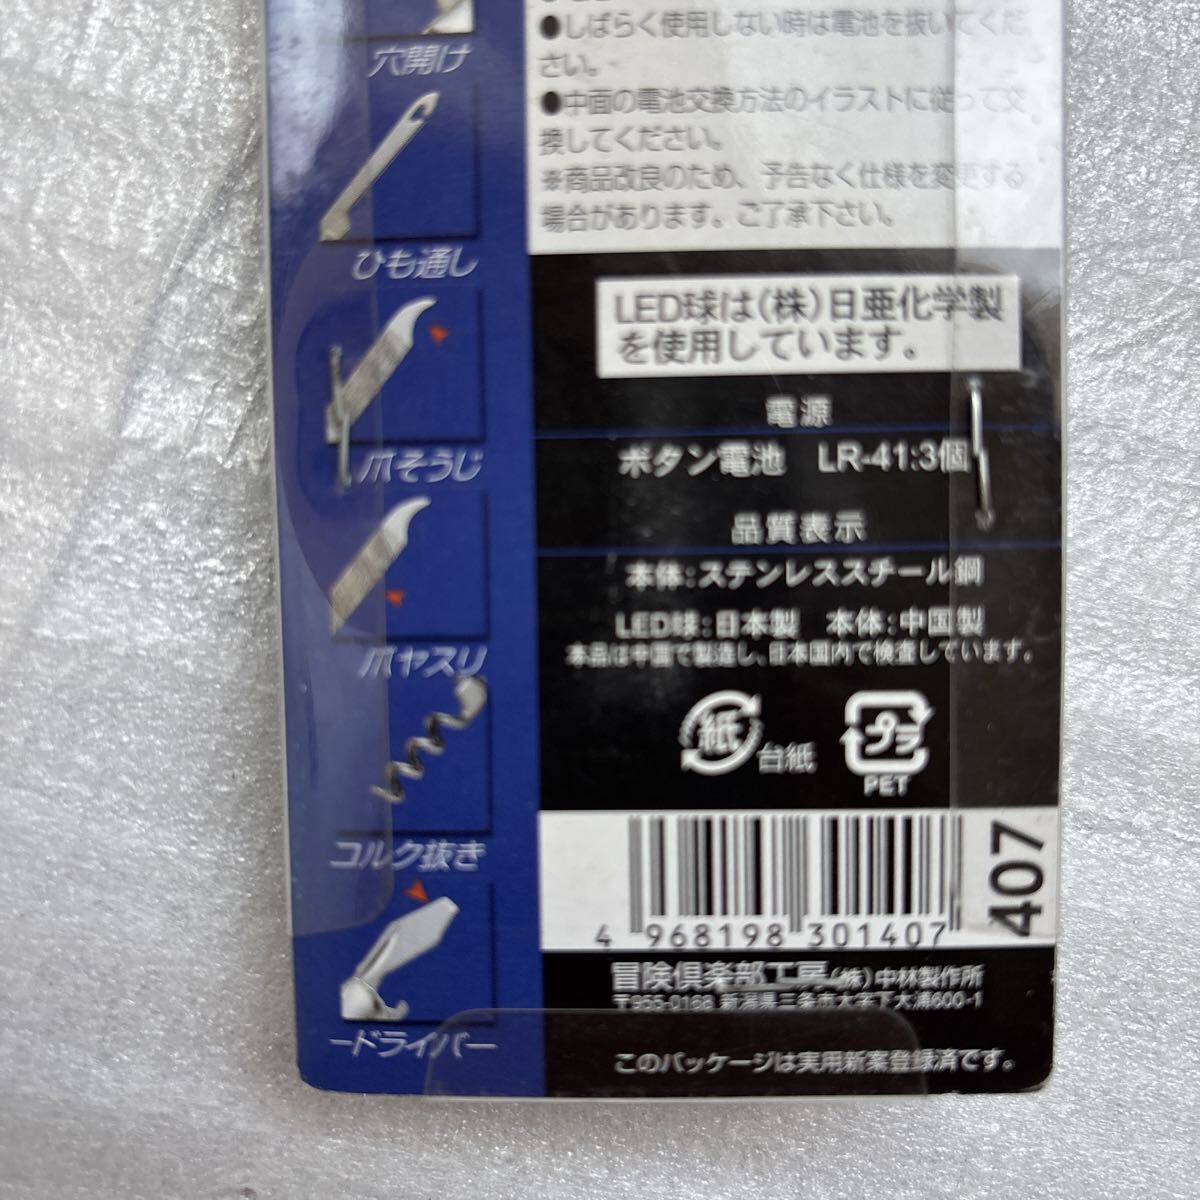 穴開け
ひも通し
爪そうじ
爪ヤスリ
コルク抜き
ードライバー
●しばらく使用しない時は電池を抜いてくだ
さい。
●中面の電池交換方法のイラストに従って交
換してください。
※商品改良のため、予告なく仕様を変更する
場合があります。ご了承下さい。
LED球は(株)日亜化学製
を使用しています。
電源
ボタン電池 LR-41:3個
品質表示
本体:ステンレススチール鋼
LED球:日本製 本体:中国製
本品は中国で製造し、日本国内で検査しています。
紙 台紙
プラ
PET
4 968198 301407
407
冒険倶楽部工房 (株)中林製作所
〒955-0168 新潟県三条市大字下大浦600-1
このパッケージは実用新案登録済です。